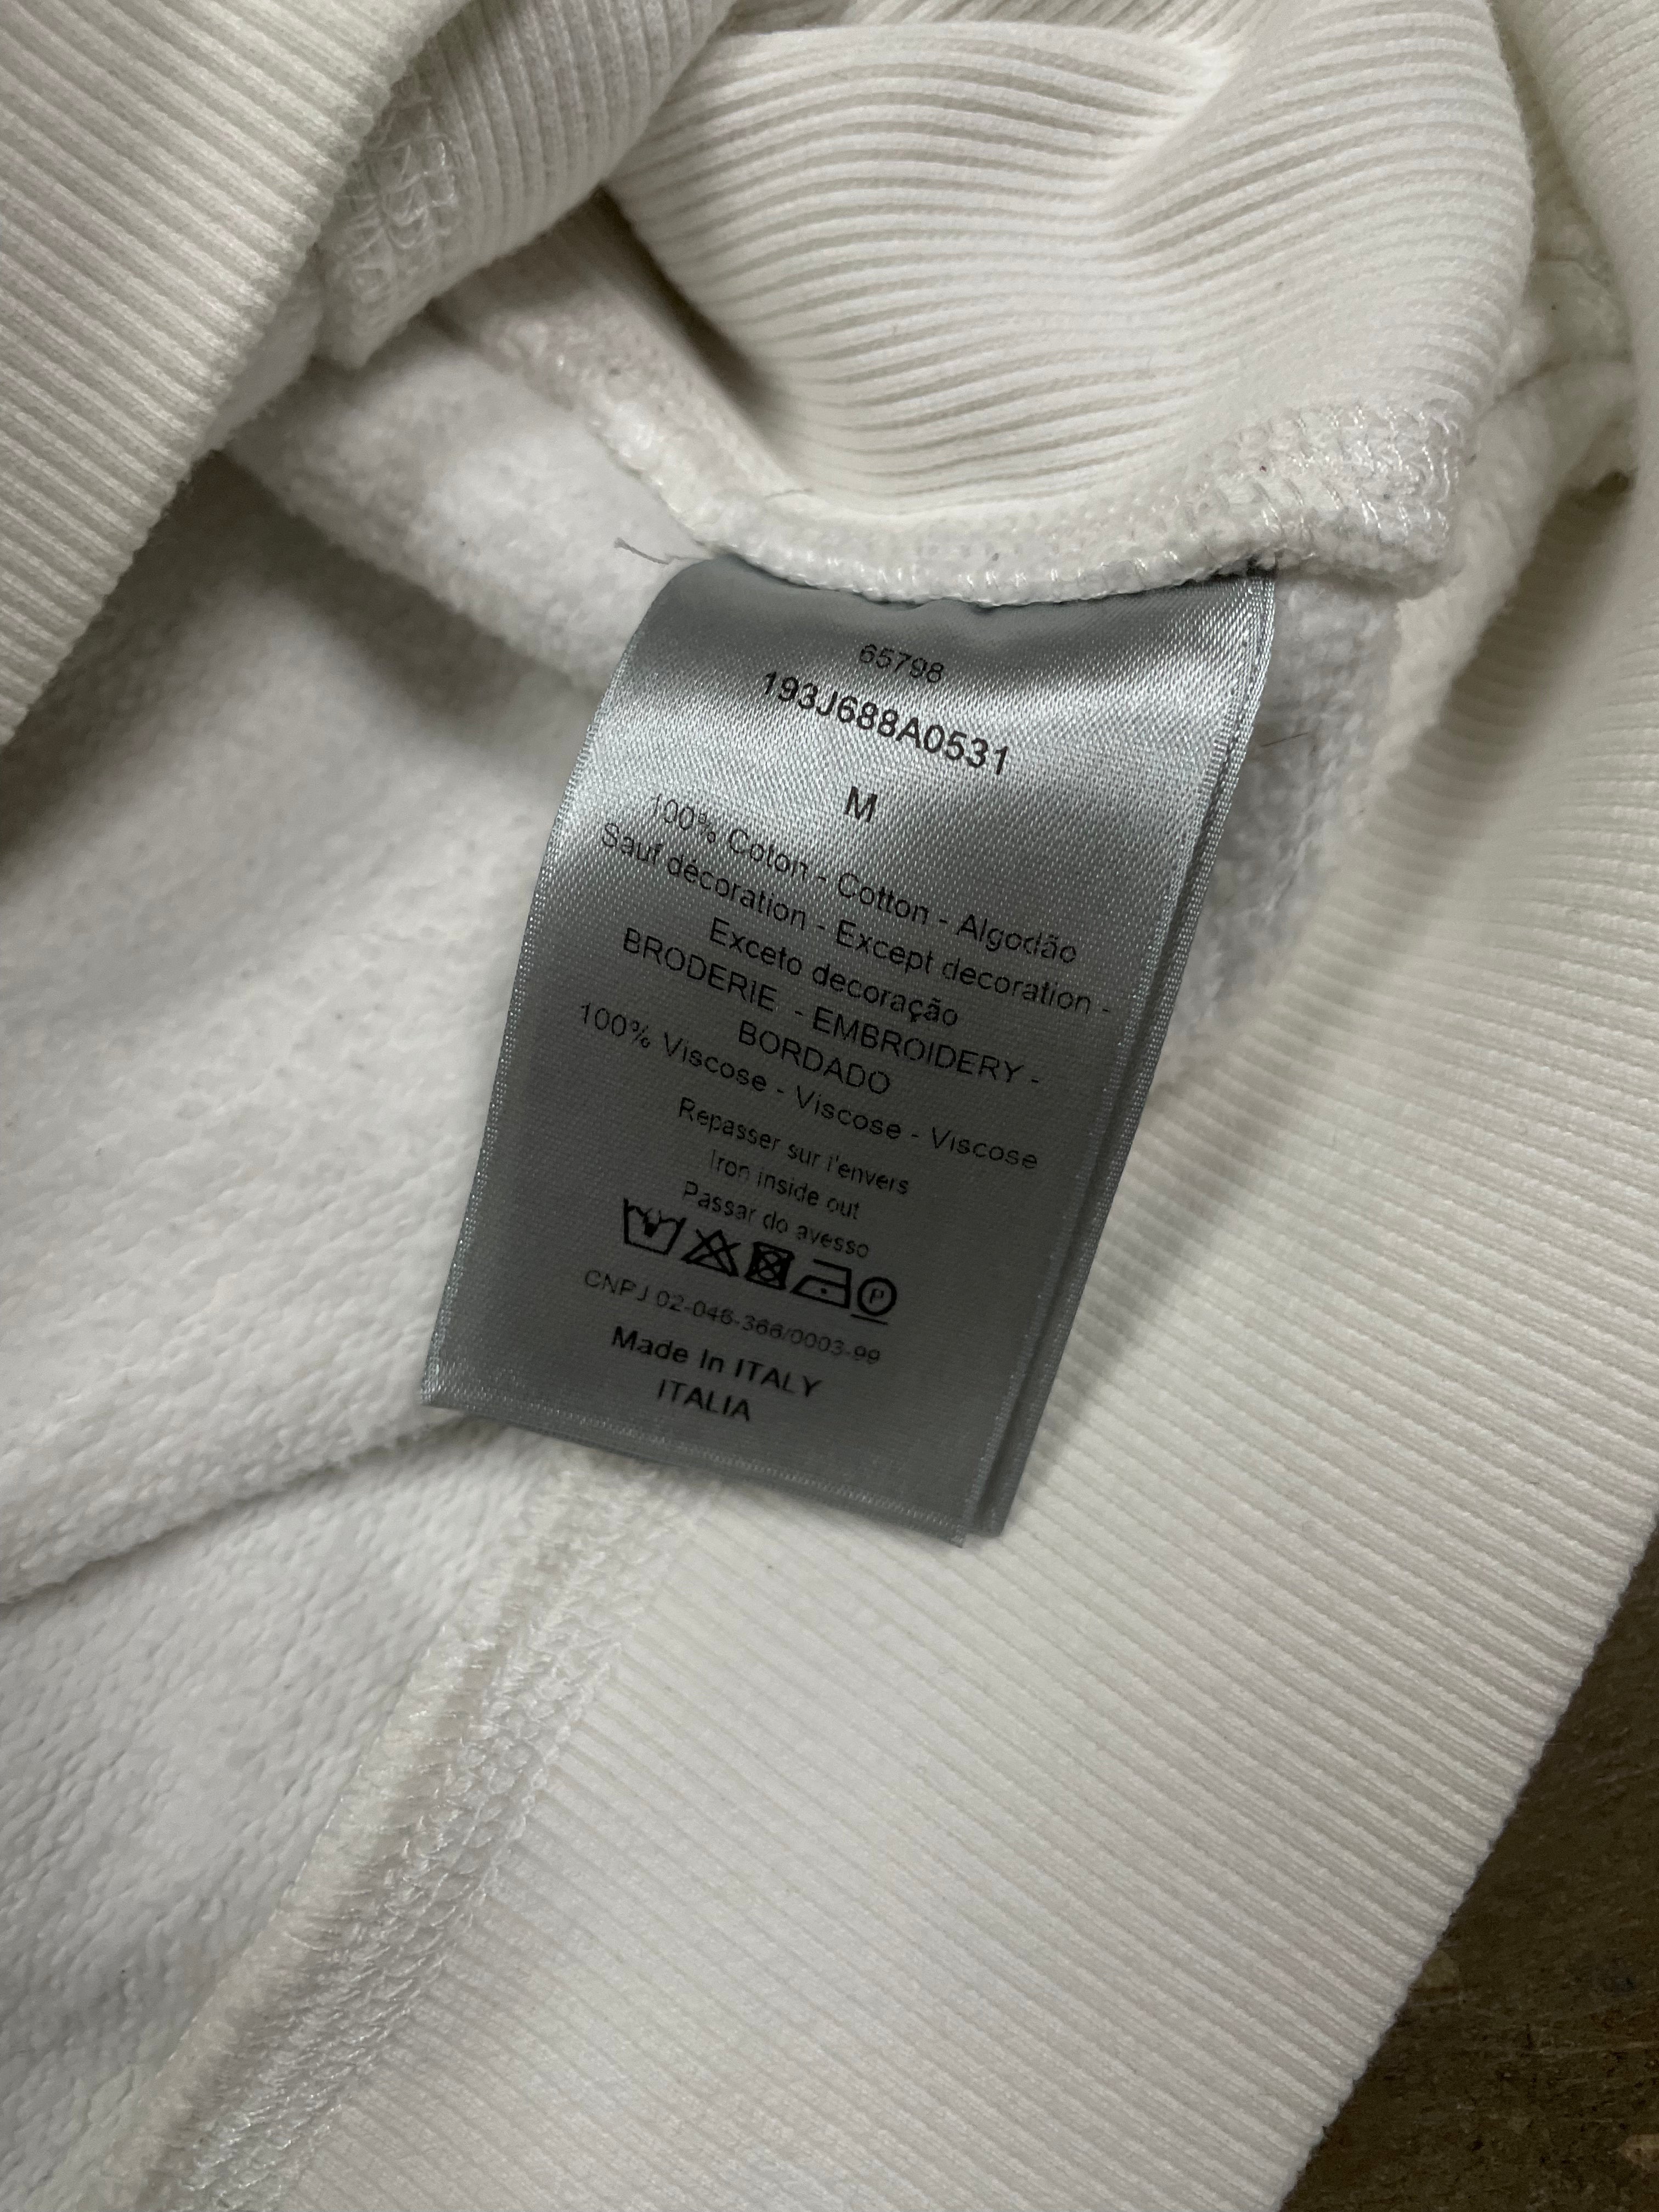 65798
193J688A0531
M
100% Coton - Cotton - Algodão
Sauf décoration - Except decoration -
Exceto decoração
BRODERIE - EMBROIDERY -
BORDADO
100% Viscose - Viscose - Viscose
Repasser sur l'envers
Iron inside out
Passar do avesso
P
CNPJ 02-046-366/0003-99
Made In ITALY
ITALIA